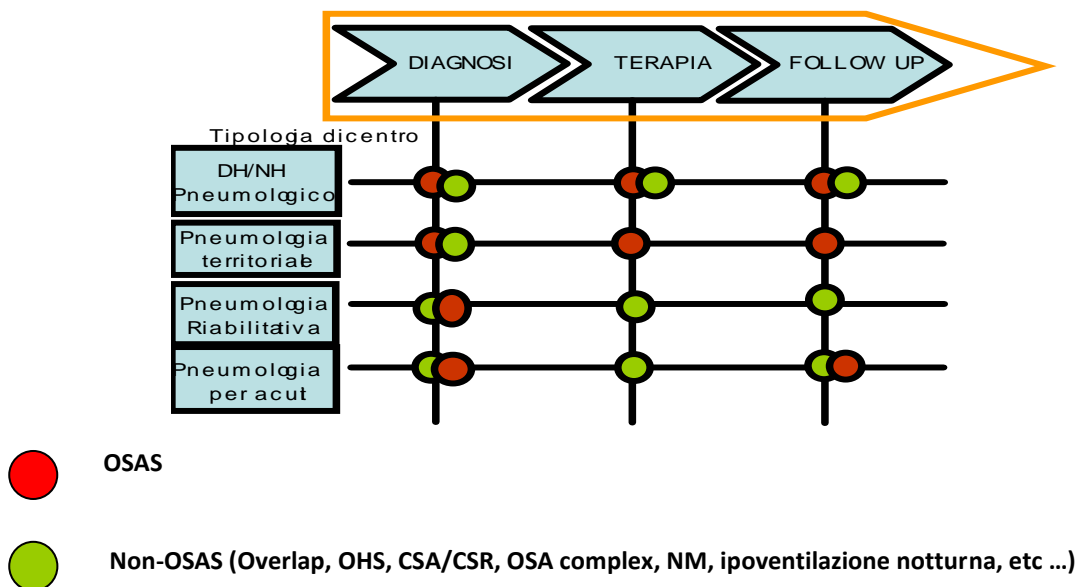 DIAGNOSI
TERAPIA
FOLLOW UP
Tipologia dicentro
DH/NH
Pneumologico
Pneumologia
territoriale
Pneumologia
Riabilitativa
Pneumologia
per acut
OSAS
Non-OSAS (Overlap, OHS, CSA/CSR, OSA complex, NM, ipoventilazione notturna, etc ...)